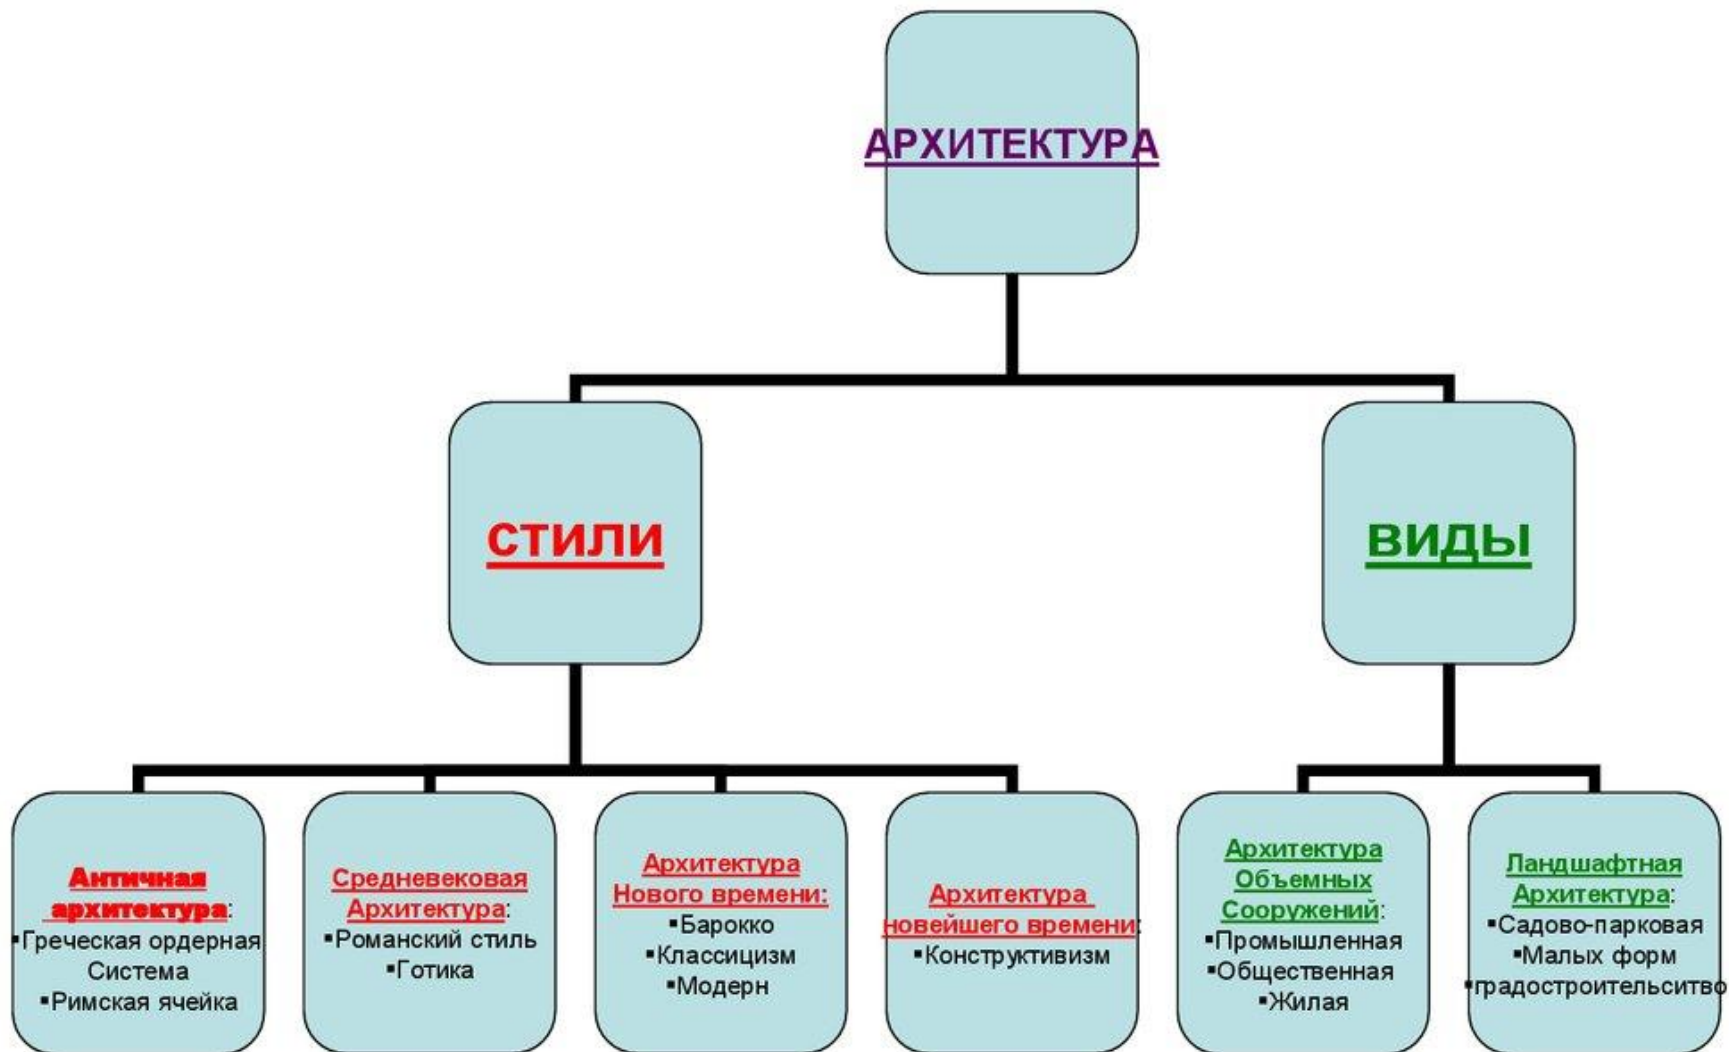 АРХИТЕКТУРА
СТИЛИ
ВИДЫ
Античная
архитектура:
▪Греческая ордерная
Система
▪Римская ячейка
Средневековая
Архитектура:
▪Романский стиль
▪Готика
Архитектура
Нового времени:
▪Барокко
▪Классицизм
▪Модерн
Архитектура
новейшего времени:
▪Конструктивизм
Архитектура
Объемных
Сооружений:
▪Промышленная
▪Общественная
▪Жилая
Ландшафтная
Архитектура:
▪Садово-парковая
▪Малых форм
▪градостроительситво